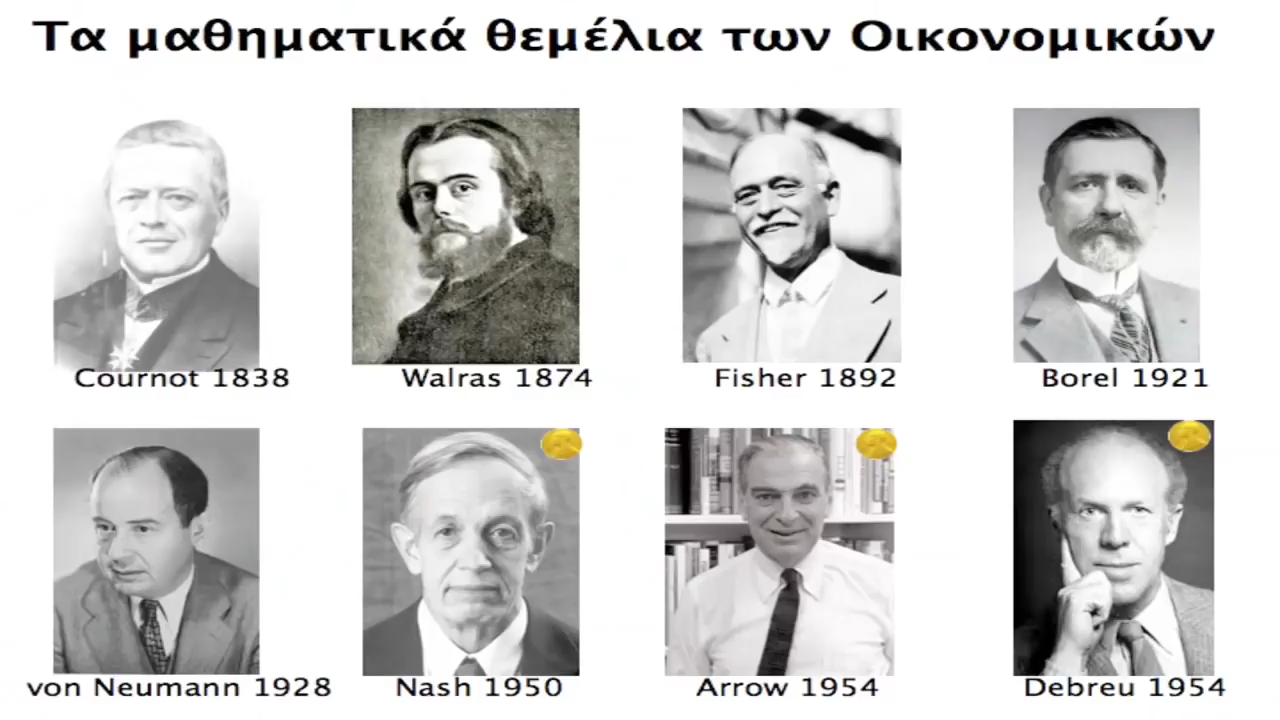 Τα μαθηματικά θεμέλια των Οικονομικών
Cournot 1838
Walras 1874
Fisher 1892
Borel 1921
von Neumann 1928
Nash 1950
Arrow 1954
Debreu 1954